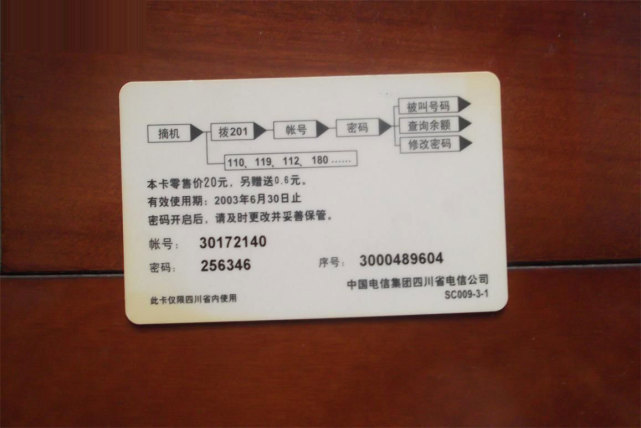 摘机 拨201 帐号 密码 被叫号码
查询余额
修改密码
110、119、112、180……
本卡零售价20元，另赠送0.6元。
有效使用期：2003年6月30日止
密码开启后，请及时更改并妥善保管。
帐号： 30172140
密码： 256346 序号： 3000489604
中国电信集团四川省电信公司
此卡仅限四川省内使用 SC009-3-1